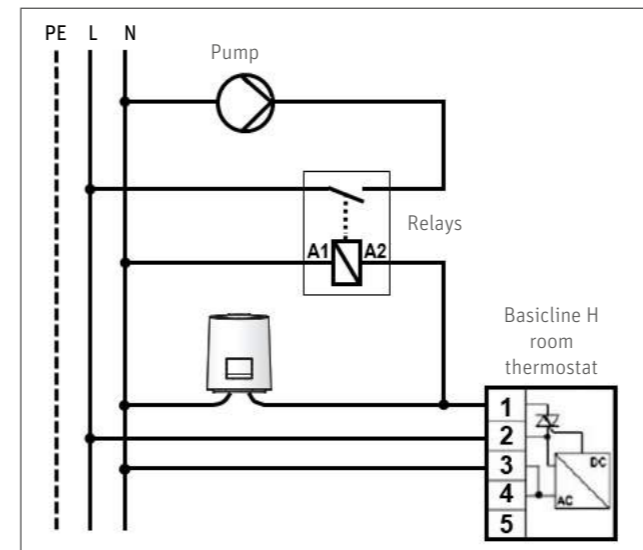 PE L N
Pump
Relays
A1 A2
Basicline H
room
thermostat
1
2
3
4
5
DC
AC